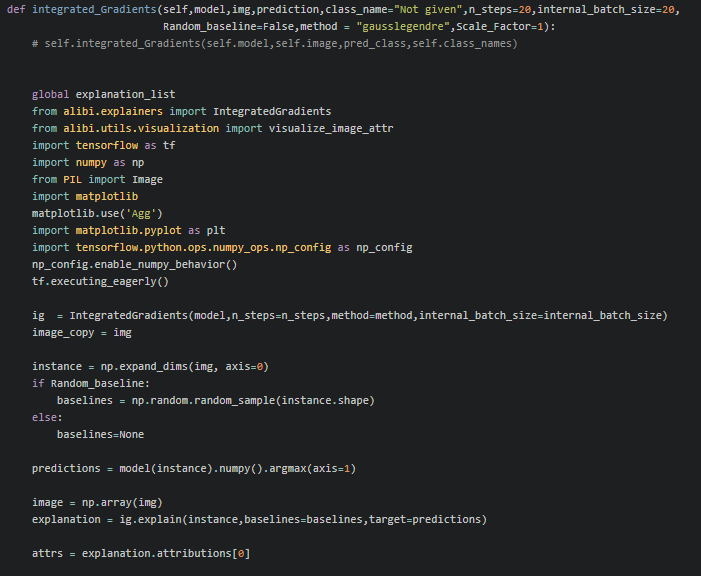 def integrated_Gradients(self,model,img,prediction,class_name="Not given",n_steps=20,internal_batch_size=20,
Random_baseline=False,method = "gausslegendre",Scale_Factor=1):
# self.integrated_Gradients(self.model,self.image,pred_class,self.class_names)
global explanation_list
from alibi.explainers import IntegratedGradients
from alibi.utils.visualization import visualize_image_attr
import tensorflow as tf
import numpy as np
from PIL import Image
import matplotlib
matplotlib.use('Agg')
import matplotlib.pyplot as plt
import tensorflow.python.ops.numpy_ops.np_config as np_config
np_config.enable_numpy_behavior()
tf.executing_eagerly()
ig  = IntegratedGradients(model,n_steps=n_steps,method=method,internal_batch_size=internal_batch_size)
image_copy = img
instance = np.expand_dims(img, axis=0)
if Random_baseline:
baselines = np.random.random_sample(instance.shape)
else:
baselines=None
predictions = model(instance).numpy().argmax(axis=1)
image = np.array(img)
explanation = ig.explain(instance,baselines=baselines,target=predictions)
attrs = explanation.attributions[0]